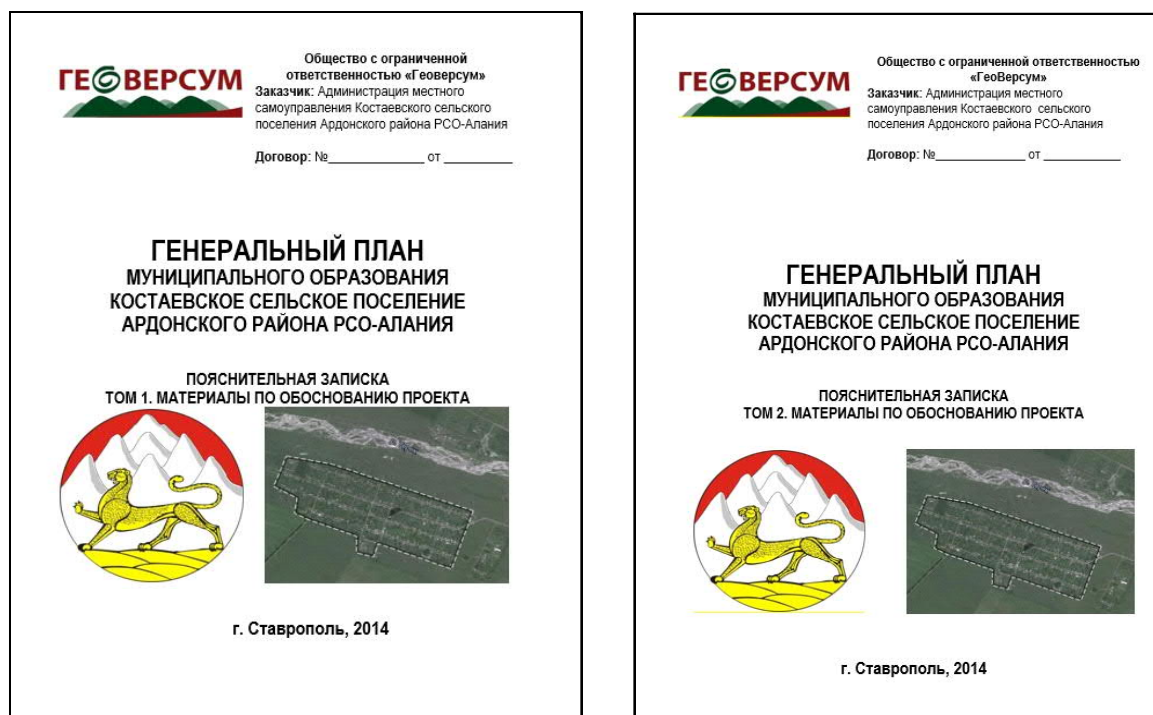 ГЕОВЕРСУМ
Общество с ограниченной
ответственностью «Геоверсум»
Заказчик: Администрация местного
самоуправления Костаевского сельского
поселения Ардонского района РСО-Алания
Договор: №______________ от __________
ГЕНЕРАЛЬНЫЙ ПЛАН
МУНИЦИПАЛЬНОГО ОБРАЗОВАНИЯ
КОСТАЕВСКОЕ СЕЛЬСКОЕ ПОСЕЛЕНИЕ
АРДОНСКОГО РАЙОНА РСО-АЛАНИЯ
ПОЯСНИТЕЛЬНАЯ ЗАПИСКА
ТОМ 1. МАТЕРИАЛЫ ПО ОБОСНОВАНИЮ ПРОЕКТА
г. Ставрополь, 2014
ГЕОВЕРСУМ
Общество с ограниченной ответственностью
«ГеоВерсум»
Заказчик: Администрация местного
самоуправления Костаевского сельского
поселения Ардонского района РСО-Алания
Договор: №______________ от ____________
ГЕНЕРАЛЬНЫЙ ПЛАН
МУНИЦИПАЛЬНОГО ОБРАЗОВАНИЯ
КОСТАЕВСКОЕ СЕЛЬСКОЕ ПОСЕЛЕНИЕ
АРДОНСКОГО РАЙОНА РСО-АЛАНИЯ
ПОЯСНИТЕЛЬНАЯ ЗАПИСКА
ТОМ 2. МАТЕРИАЛЫ ПО ОБОСНОВАНИЮ ПРОЕКТА
г. Ставрополь, 2014